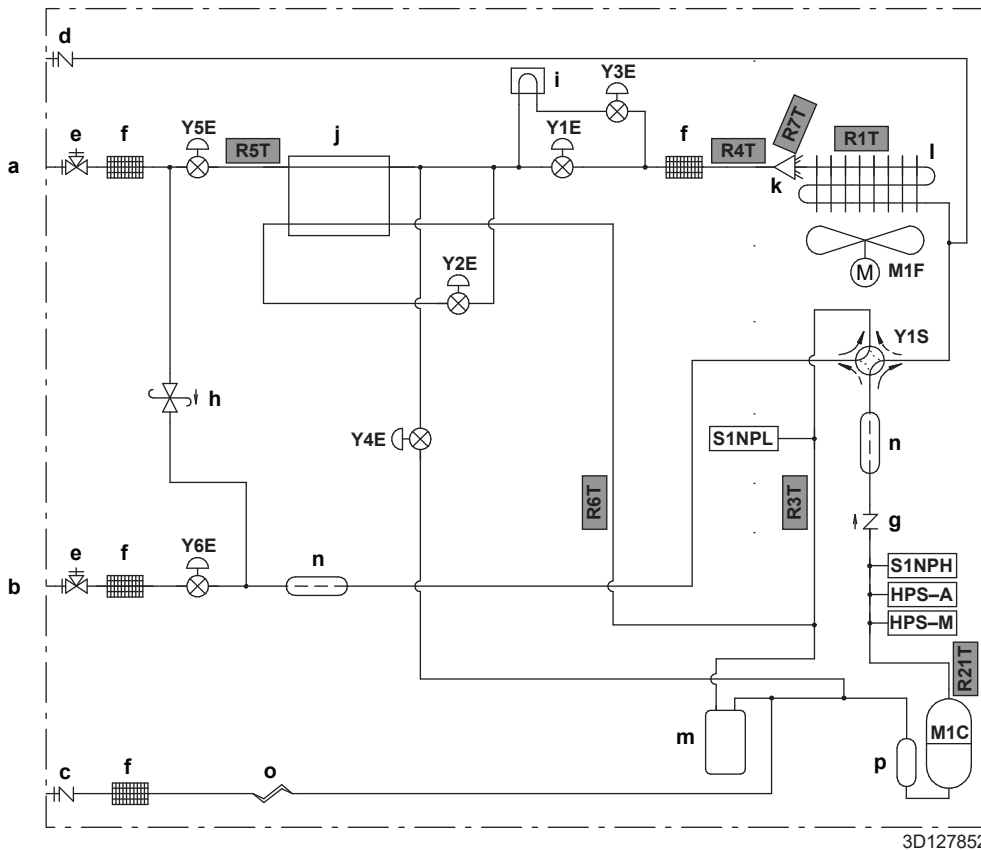 d
i
Y3E
e
f
Y5E
R5T
j
Y1E
f
R4T
R7T
R1T
l
a
k
M
M1F
Y2E
Y1S
h
Y4E
S1NPL
n
R6T
R3T
g
e
f
Y6E
n
S1NPH
b
HPS–A
HPS–M
R21T
m
M1C
p
c
f
o
3D127852